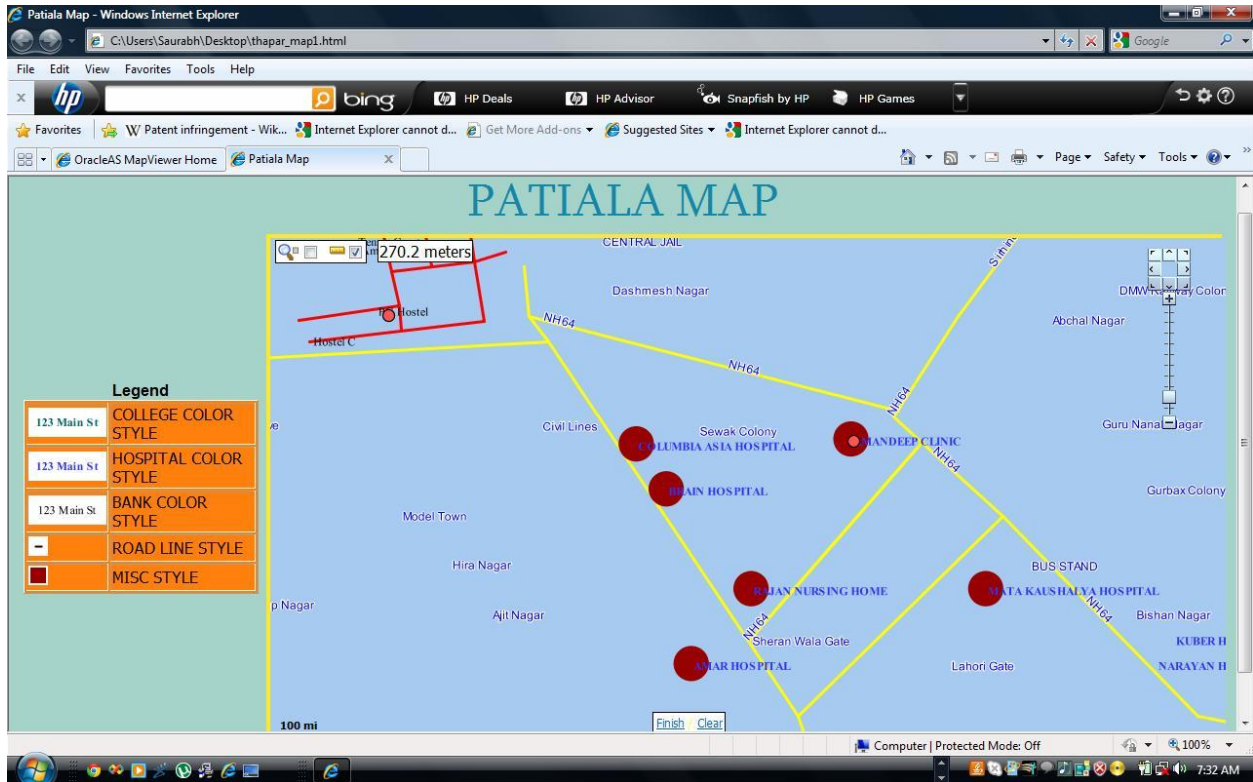 Patiala Map - Windows Internet Explorer
C:\Users\Saurabh\Desktop\thapar_map1.html
Google
File Edit View Favorites Tools Help
hp
bing
HP Deals
HP Advisor
Snapfish by HP
HP Games
Favorites
W Patent infringement - Wik...
Internet Explorer cannot d...
Get More Add-ons
Suggested Sites
Internet Explorer cannot d...
OracleAS MapViewer Home
Patiala Map
Page Safety Tools
PATIALA MAP
270.2 meters
CENTRAL JAIL
Dashmesh Nagar
Colon
Abchal Nagar
Hostel
NH64
Hostel C
NH64
NH64
Legend
123 Main St COLLEGE COLOR
STYLE
123 Main St HOSPITAL COLOR
STYLE
123 Main St BANK COLOR
STYLE
ROAD LINE STYLE
MISC STYLE
Civil Lines
Sewak Colony
COLUMBIA ASIA HOSPITAL
MANDEEP CLINIC
Guru Nana agar
NH64
BRAIN HOSPITAL
Gurbax Colony
Model Town
Hira Nagar
BUS STAND
RAJAN NURSING HOME
MATA KAUSHALYA HOSPITAL
p Nagar
Ajit Nagar
NH64
Bishan Nagar
NH64
Sheran Wala Gate
KUBER H
AMAR HOSPITAL
Lahori Gate
NARAYAN H
100 mi
Finish Clear
Computer | Protected Mode: Off
100%
7:32 AM